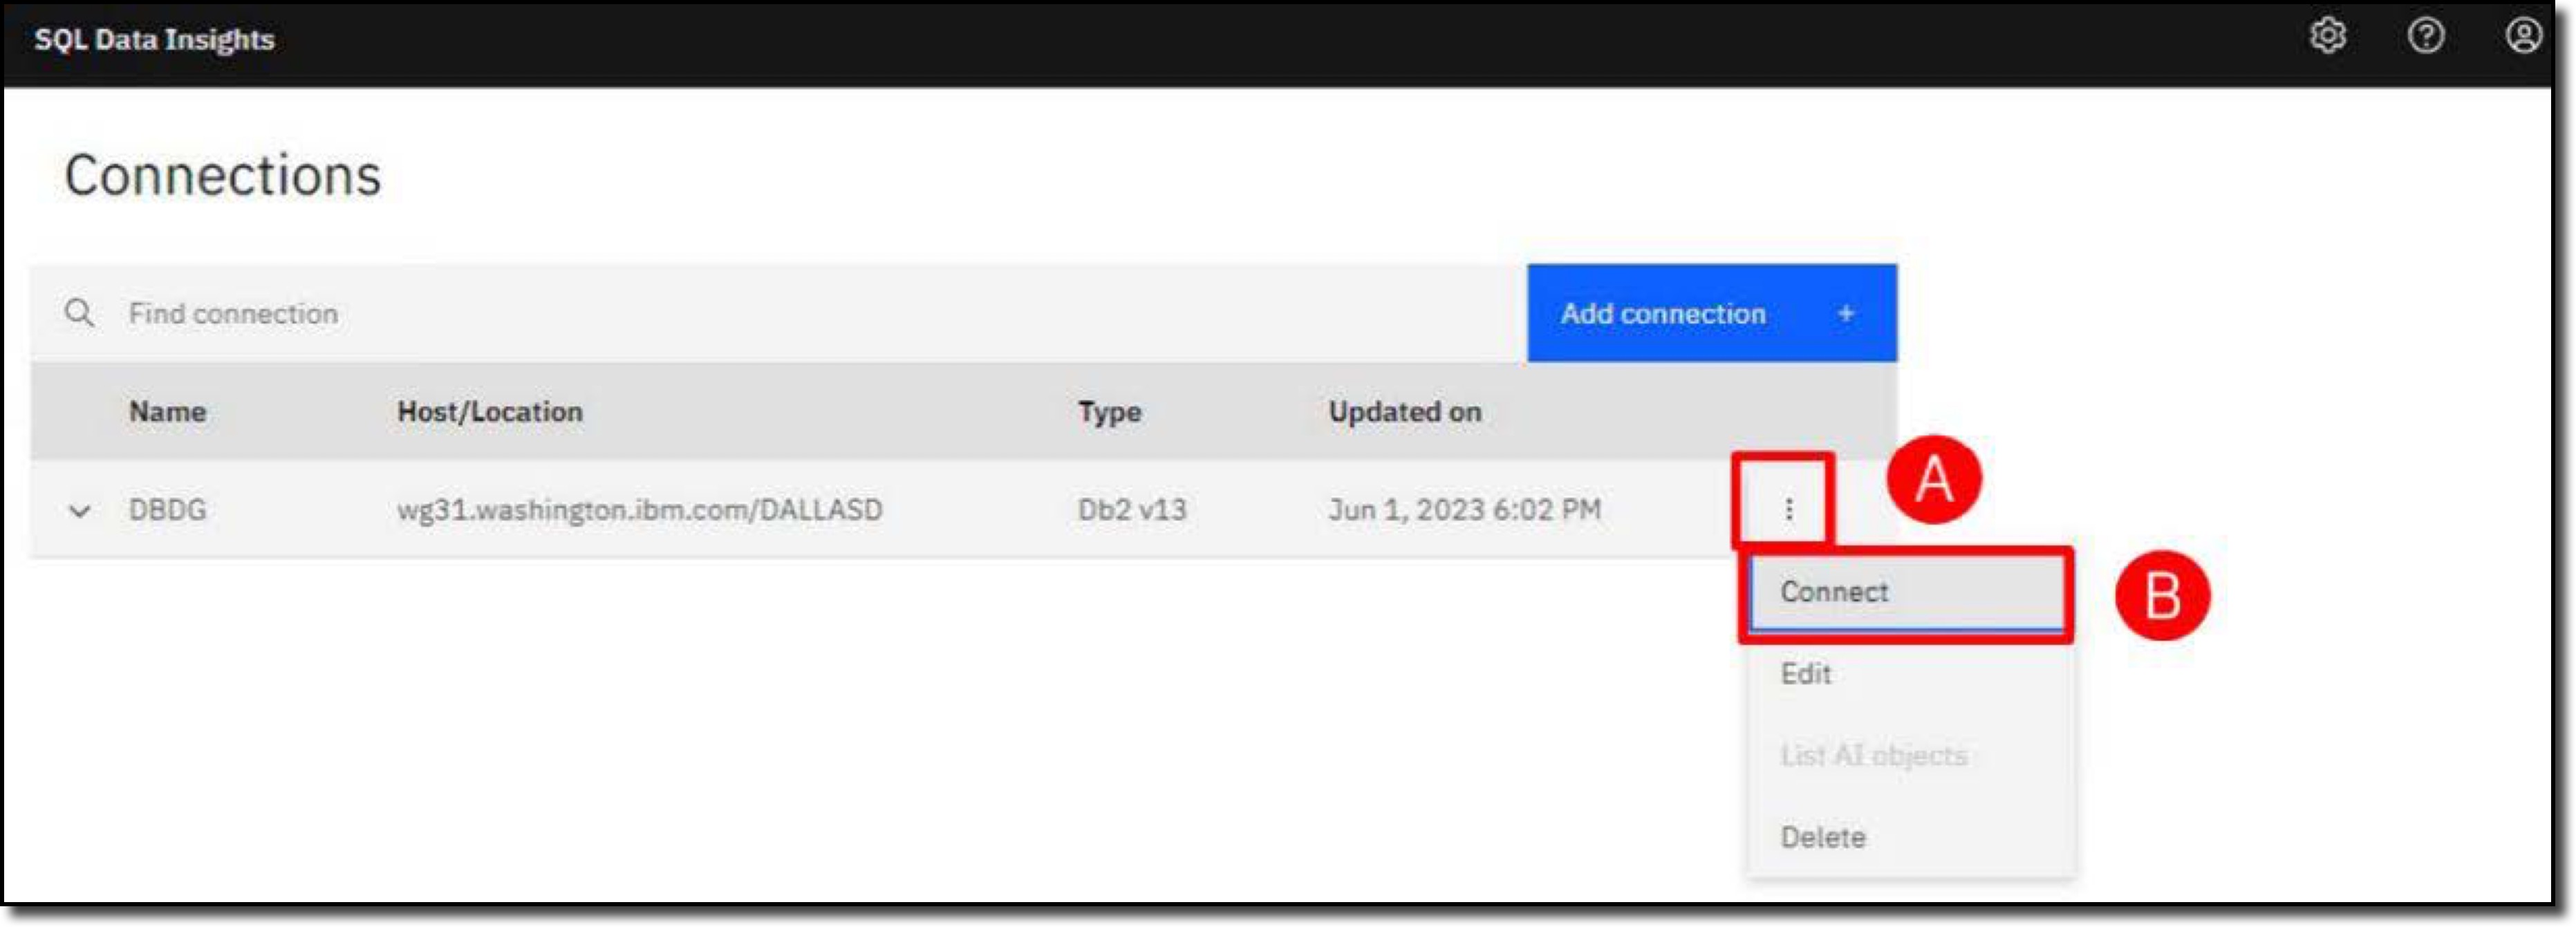 SQL Data Insights
Connections
Find connection
Add connection +
Name Host/Location Type Updated on
DBDG wg31.washington.ibm.com/DALLASD Db2 v13 Jun 1, 2023 6:02 PM
A
Connect
B
Edit
List AI objects
Delete